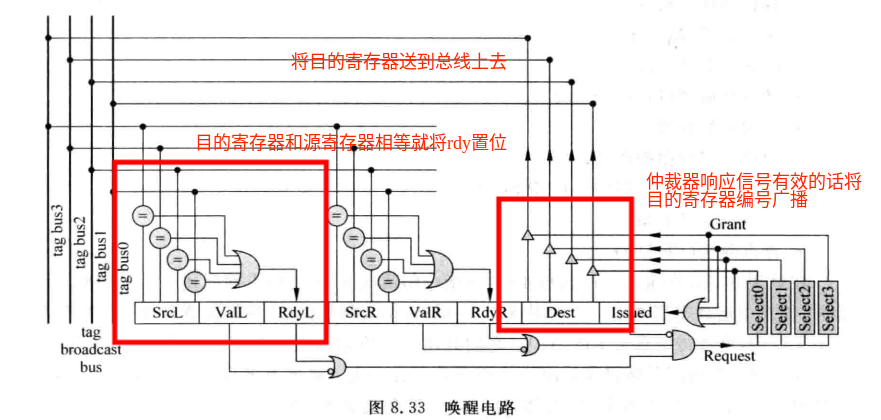 将目的寄存器送到总线上去
目的寄存器和源寄存器相等就将rdy置位
仲裁器响应信号有效的话将
目的寄存器编号广播
Grant
tag bus3
tag bus2
tag bus1
tag bus0
=
=
=
=
=
=
=
=
SrcL
ValL
RdyL
SrcR
ValR
RdyR
Dest
Issued
Select0
Select1
Select2
Select3
tag
broadcast
bus
Request
图 8.33 唤醒电路